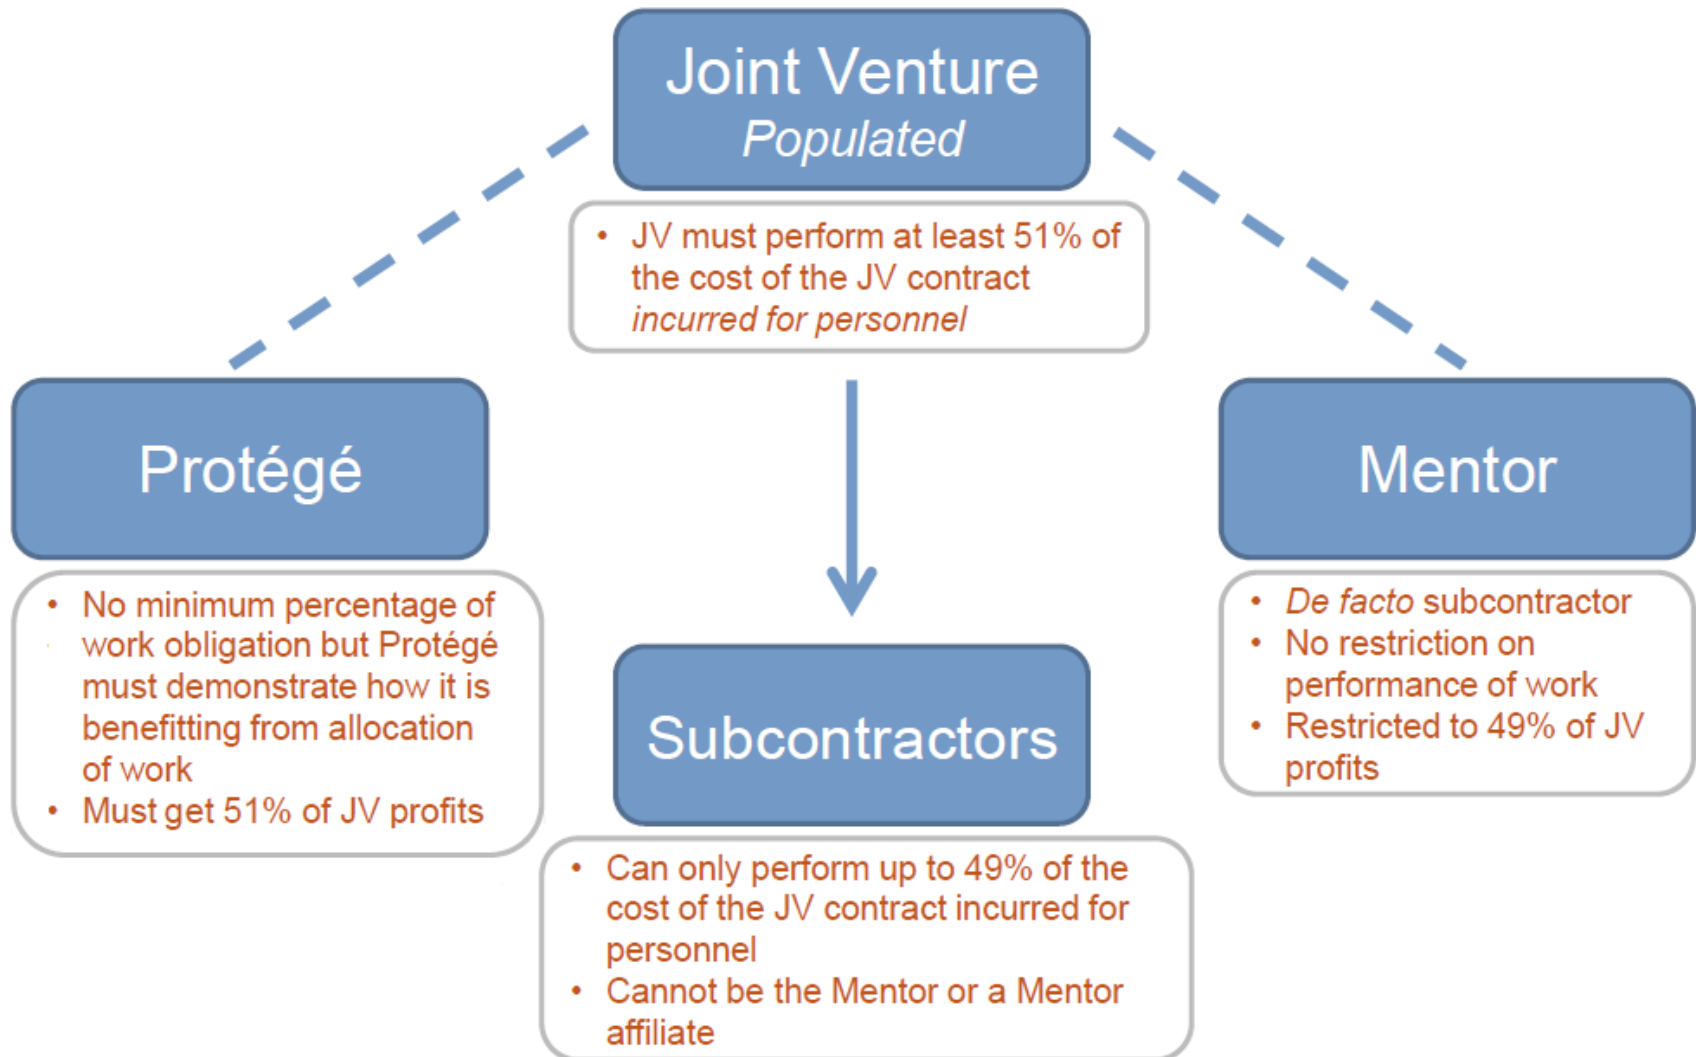 Joint Venture
Populated
• JV must perform at least 51% of
the cost of the JV contract
incurred for personnel
Protégé
• No minimum percentage of
work obligation but Protégé
must demonstrate how it is
benefitting from allocation
of work
• Must get 51% of JV profits
Mentor
• De facto subcontractor
• No restriction on
performance of work
• Restricted to 49% of JV
profits
Subcontractors
• Can only perform up to 49% of the
cost of the JV contract incurred for
personnel
• Cannot be the Mentor or a Mentor
affiliate